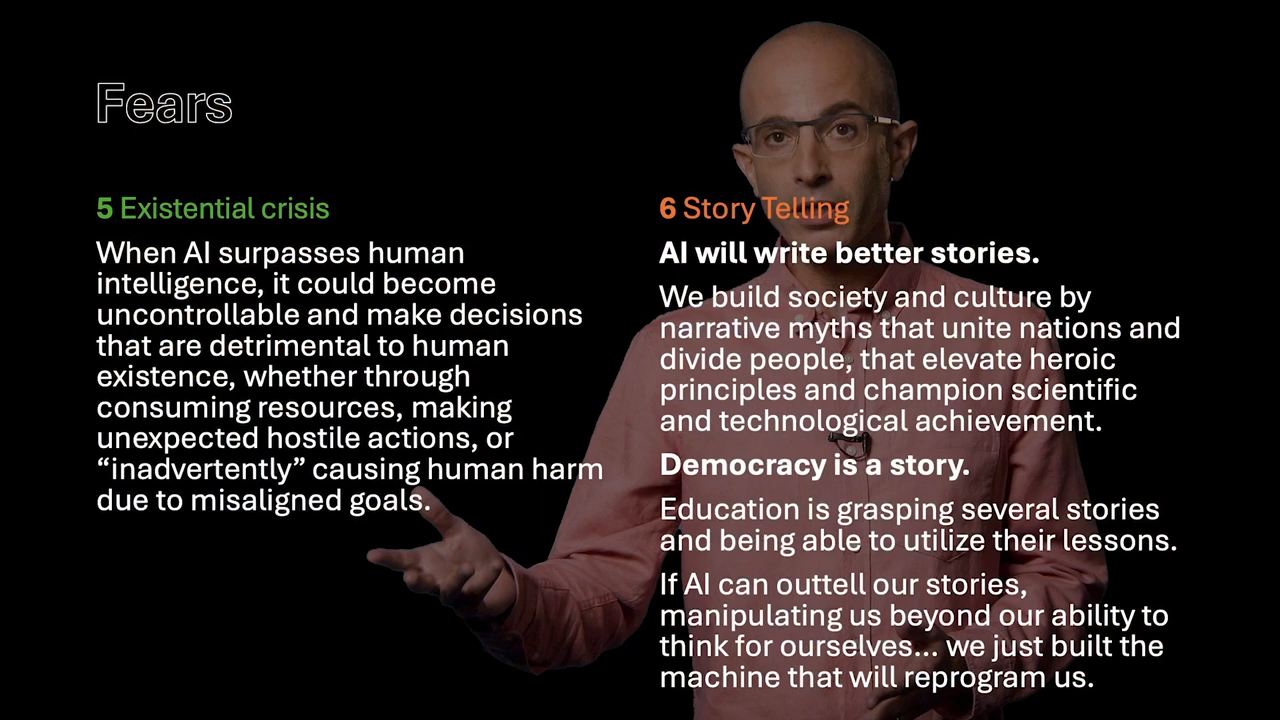 Fears
5 Existential crisis
When AI surpasses human
intelligence, it could become
uncontrollable and make decisions
that are detrimental to human
existence, whether through
consuming resources, making
unexpected hostile actions, or
“inadvertently” causing human harm
due to misaligned goals.
6 Story Telling
AI will write better stories.
We build society and culture by
narrative myths that unite nations and
divide people, that elevate heroic
principles and champion scientific
and technological achievement.
Democracy is a story.
Education is grasping several stories
and being able to utilize their lessons.
If AI can outtell our stories,
manipulating us beyond our ability to
think for ourselves... we just built the
machine that will reprogram us.